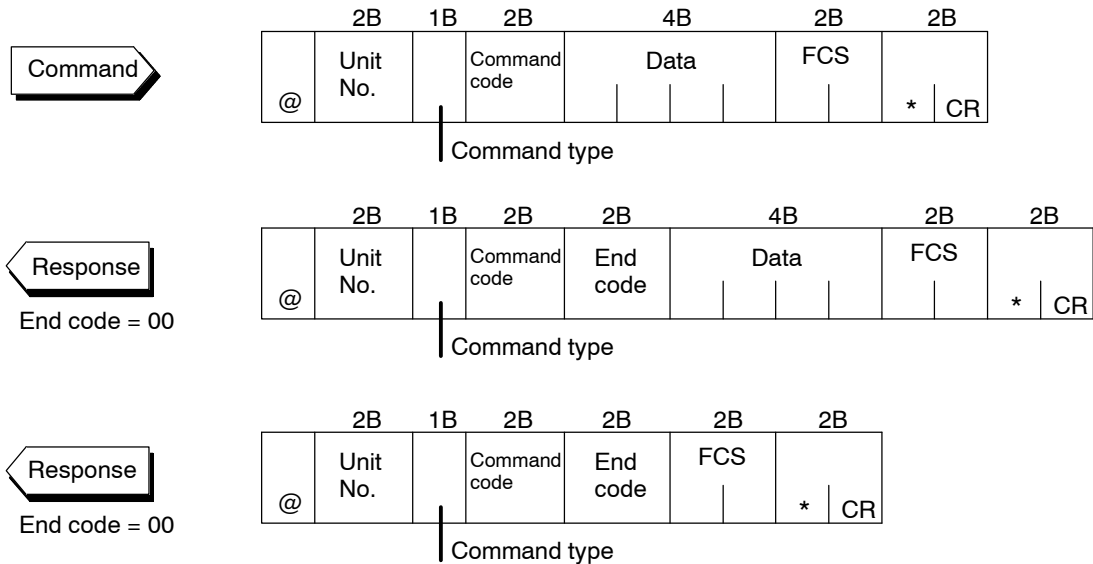 2B 1B 2B 4B 2B 2B
Command
@ Unit No. Command code Data FCS * CR
Command type
2B 1B 2B 2B 4B 2B 2B
Response
@ Unit No. Command code End code Data FCS * CR
End code = 00
Command type
2B 1B 2B 2B 2B 2B
Response
@ Unit No. Command code End code FCS * CR
End code = 00
Command type